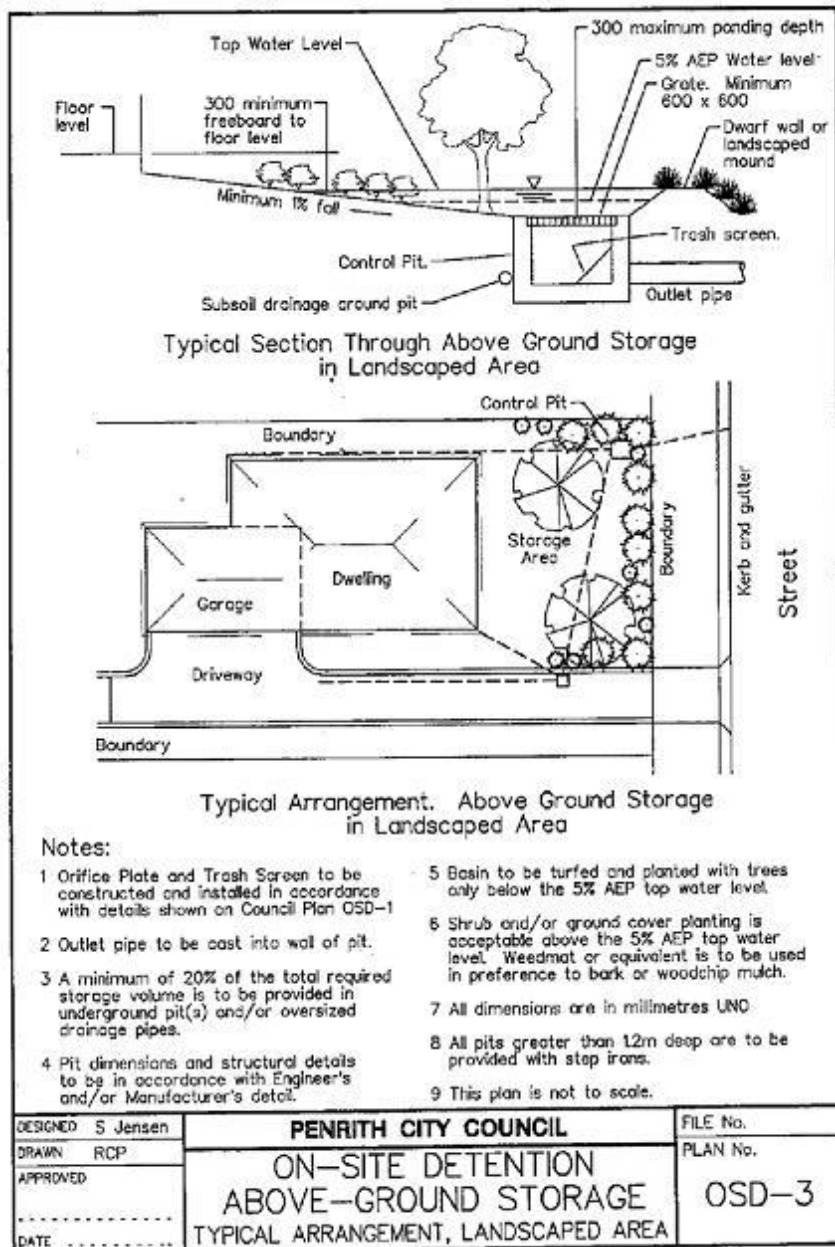 300 maximum ponding depth
Top Water Level
5% AEP Water level
Grate. Minimum
600 x 600
Floor
level
300 minimum
freeboard to
floor level
Dwarf wall or
landscaped
mound
Minimum 1% fall
Trash screen.
Control Pit.
Subsoil drainage around pit
Outlet pipe
Typical Section Through Above Ground Storage
in Landscaped Area
Control Pit
Boundary
Storage
Area
Boundary
Kerb and gutter
Street
Dwelling
Garage
Driveway
Boundary
Typical Arrangement. Above Ground Storage
in Landscaped Area
Notes:
1 Orifice Plate and Trash Screen to be
constructed and installed in accordance
with details shown on Council Plan OSD-1
2 Outlet pipe to be cast into wall of pit.
3 A minimum of 20% of the total required
storage volume is to be provided in
underground pit(s) and/or oversized
drainage pipes.
4 Pit dimensions and structural details
to be in accordance with Engineer's
and/or Manufacturer's detail.
5 Basin to be turfed and planted with trees
only below the 5% AEP top water level.
6 Shrub and/or ground cover planting is
acceptable above the 5% AEP top water
level. Weedmat or equivalent is to be used
in preference to bark or woodchip mulch.
7 All dimensions are in millimetres UNO
8 All pits greater than 1.2m deep are to be
provided with step irons.
9 This plan is not to scale.
DESIGNED S Jensen
DRAWN RCP
APPROVED
DATE
PENRITH CITY COUNCIL
ON-SITE DETENTION
ABOVE-GROUND STORAGE
TYPICAL ARRANGEMENT, LANDSCAPED AREA
FILE No.
PLAN No.
OSD-3